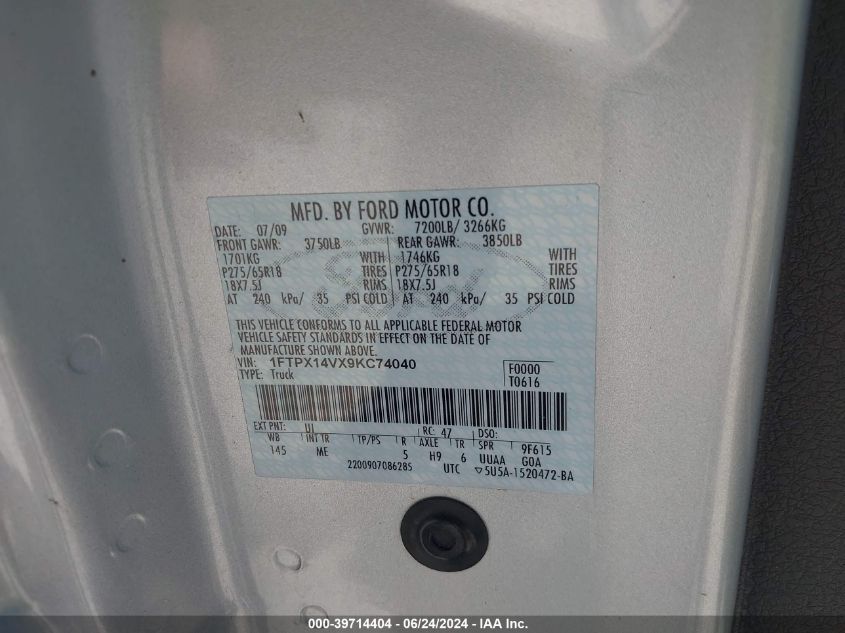 MFD. BY FORD MOTOR CO.
DATE: 07/09 GVWR: 7200LB/ 3266KG
FRONT GAWR: 3750LB REAR GAWR: 3850LB
1701KG WITH 1746KG WITH
P275/65R18 TIRES P275/65R18 TIRES
18X7.5J RIMS 18X7.5J RIMS
AT 240 kPa/ 35 PSI COLD AT 240 kPa/ 35 PSI COLD
THIS VEHICLE CONFORMS TO ALL APPLICABLE FEDERAL MOTOR
VEHICLE SAFETY STANDARDS IN EFFECT ON THE DATE OF
MANUFACTURE SHOWN ABOVE.
VIN: 1FTPX14VX9KC74040 F0000
TYPE: Truck T0616
EXT PNT: UI RC: 47 DSO:
WB INT TR TP/PS R AXLE TR SPR 9F615
145 ME 5 H9 6 UUAA GOA
2200907086285 UTC ▽5U5A-1520472-BA
000-39714404 - 06/24/2024 - IAA Inc.